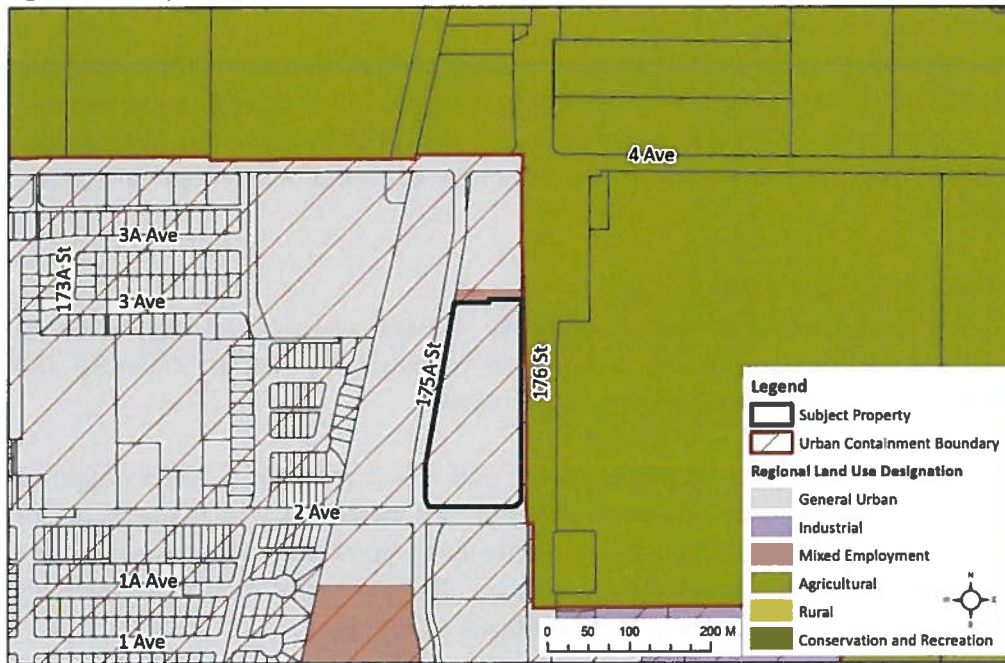 4 Ave
3A Ave
173A St
3 Ave
175A St
176 St
2 Ave
1A Ave
1 Ave
Legend
Subject Property
Urban Containment Boundary
Regional Land Use Designation
General Urban
Industrial
Mixed Employment
Agricultural
Rural
Conservation and Recreation
N
0 50 100 200 M